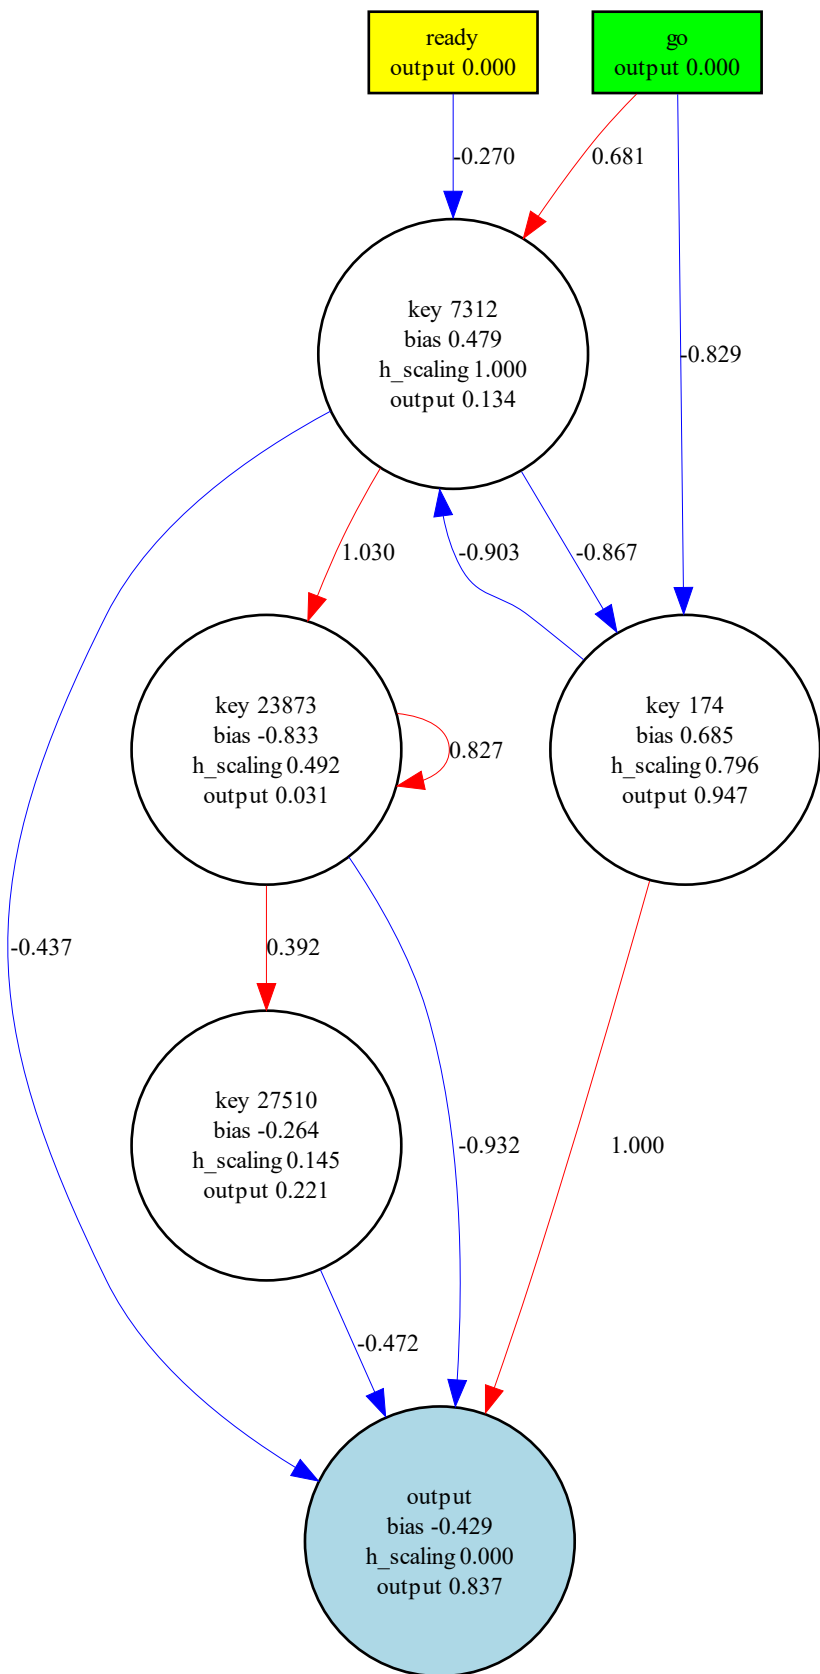 ready
output 0.000
go
output 0.000
-0.270
0.681
key 7312
bias 0.479
h_scaling 1.000
output 0.134
-0.829
1.030
-0.903
-0.867
key 23873
bias -0.833
h_scaling 0.492
output 0.031
0.827
key 174
bias 0.685
h_scaling 0.796
output 0.947
-0.437
0.392
key 27510
bias -0.264
h_scaling 0.145
output 0.221
-0.932
1.000
-0.472
output
bias -0.429
h_scaling 0.000
output 0.837